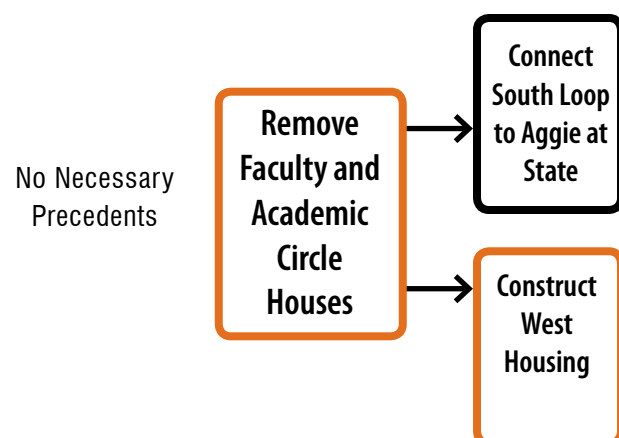 No Necessary
Precedents
Remove
Faculty and
Academic
Circle
Houses
Connect
South Loop
to Aggie at
State
Construct
West
Housing